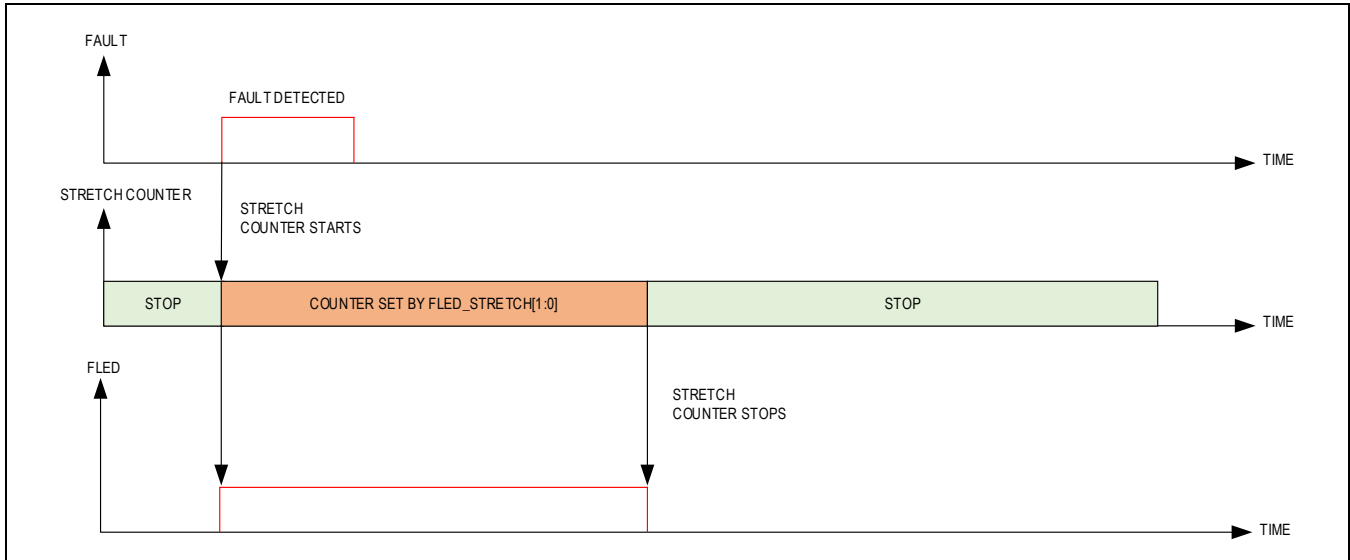 FAULT
FAULT DETECTED
TIME
STRETCH COUNTER
STRETCH
COUNTER STARTS
STOP
COUNTER SET BY FLED_STRETCH[1:0]
STOP
TIME
FLED
STRETCH
COUNTER STOPS
TIME